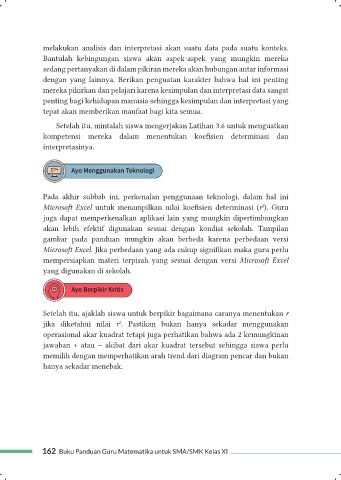 melakukan analisis dan interpretasi akan suatu data pada suatu konteks.
Bantulah kebingungan siswa akan aspek-aspek yang mungkin mereka
sedang pertanyakan di dalam pikiran mereka akan hubungan antar informasi
dengan yang lainnya. Berikan penguatan karakter bahwa hal ini penting
mereka pikirkan dan pelajari karena kesimpulan dan interpretasi data sangat
penting bagi kehidupan manusia sehingga kesimpulan dan interpretasi yang
tepat akan memberikan manfaat bagi kita semua.
Setelah itu, mintalah siswa mengerjakan Latihan 3.6 untuk menguatkan
kompetensi mereka dalam menentukan koefisien determinasi dan
interpretasinya.
Ayo Menggunakan Teknologi
Pada akhir subbab ini, perkenalan penggunaan teknologi, dalam hal ini
Microsoft Excel untuk menampilkan nilai koefisien determinasi (r²). Guru
juga dapat memperkenalkan aplikasi lain yang mungkin dipertimbangkan
akan lebih efektif digunakan sesuai dengan kondisi sekolah. Tampilan
gambar pada panduan mungkin akan berbeda karena perbedaan versi
Microsoft Excel. Jika perbedaan yang ada cukup signifikan maka guru perlu
mempersiapkan materi terpisah yang sesuai dengan versi Microsoft Excel
yang digunakan di sekolah.
Ayo Berpikir Kritis
Setelah itu, ajaklah siswa untuk berpikir bagaimana caranya menentukan r
jika diketahui nilai r². Pastikan bukan hanya sekadar menggunakan
operasional akar kuadrat tetapi juga perhatikan bahwa ada 2 kemungkinan
jawaban + atau – akibat dari akar kuadrat tersebut sehingga siswa perlu
memilih dengan memperhatikan arah trend dari diagram pencar dan bukan
hanya sekadar menebak.
162 Buku Panduan Guru Matematika untuk SMA/SMK Kelas XI